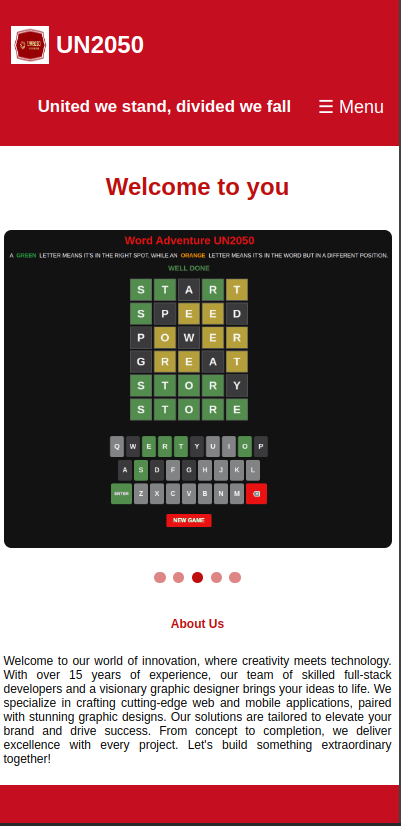 UN2050
United we stand, divided we fall ☰ Menu
Welcome to you
Word Adventure UN2050
A GREEN LETTER MEANS IT'S IN THE RIGHT SPOT, WHILE AN ORANGE LETTER MEANS IT'S IN THE WORD BUT IN A DIFFERENT POSITION.
WELL DONE
S T A R T
S P E E D
P O W E R
G R E A T
S T O R Y
S T O R E
Q W E R T Y U I O P
A S D F G H J K L
ENTER Z X C V B N M
NEW GAME
About Us
Welcome to our world of innovation, where creativity meets technology.
With over 15 years of experience, our team of skilled full-stack
developers and a visionary graphic designer brings your ideas to life. We
specialize in crafting cutting-edge web and mobile applications, paired
with stunning graphic designs. Our solutions are tailored to elevate your
brand and drive success. From concept to completion, we deliver
excellence with every project. Let's build something extraordinary
together!